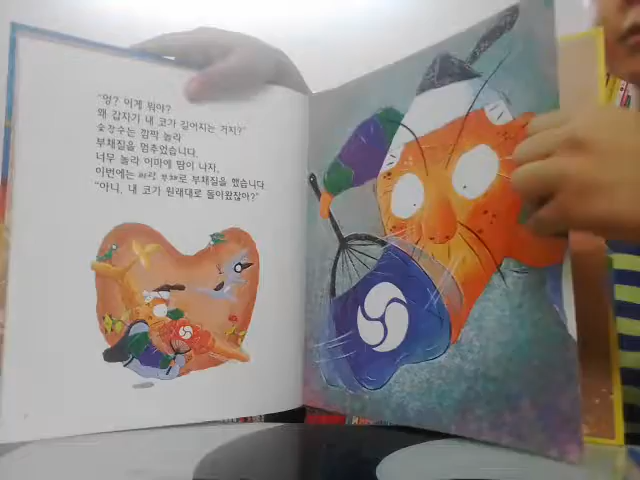 "엉? 이게 뭐야?
왜 갑자기 내 코가 길어지는 거지?"
숯장수는 깜짝 놀라
부채질을 멈추었습니다.
너무 놀라 이마에 땀이 나자,
이번에는 파랑 부채로 부채질을 했습니다.
"아니, 내 코가 원래대로 돌아왔잖아?"